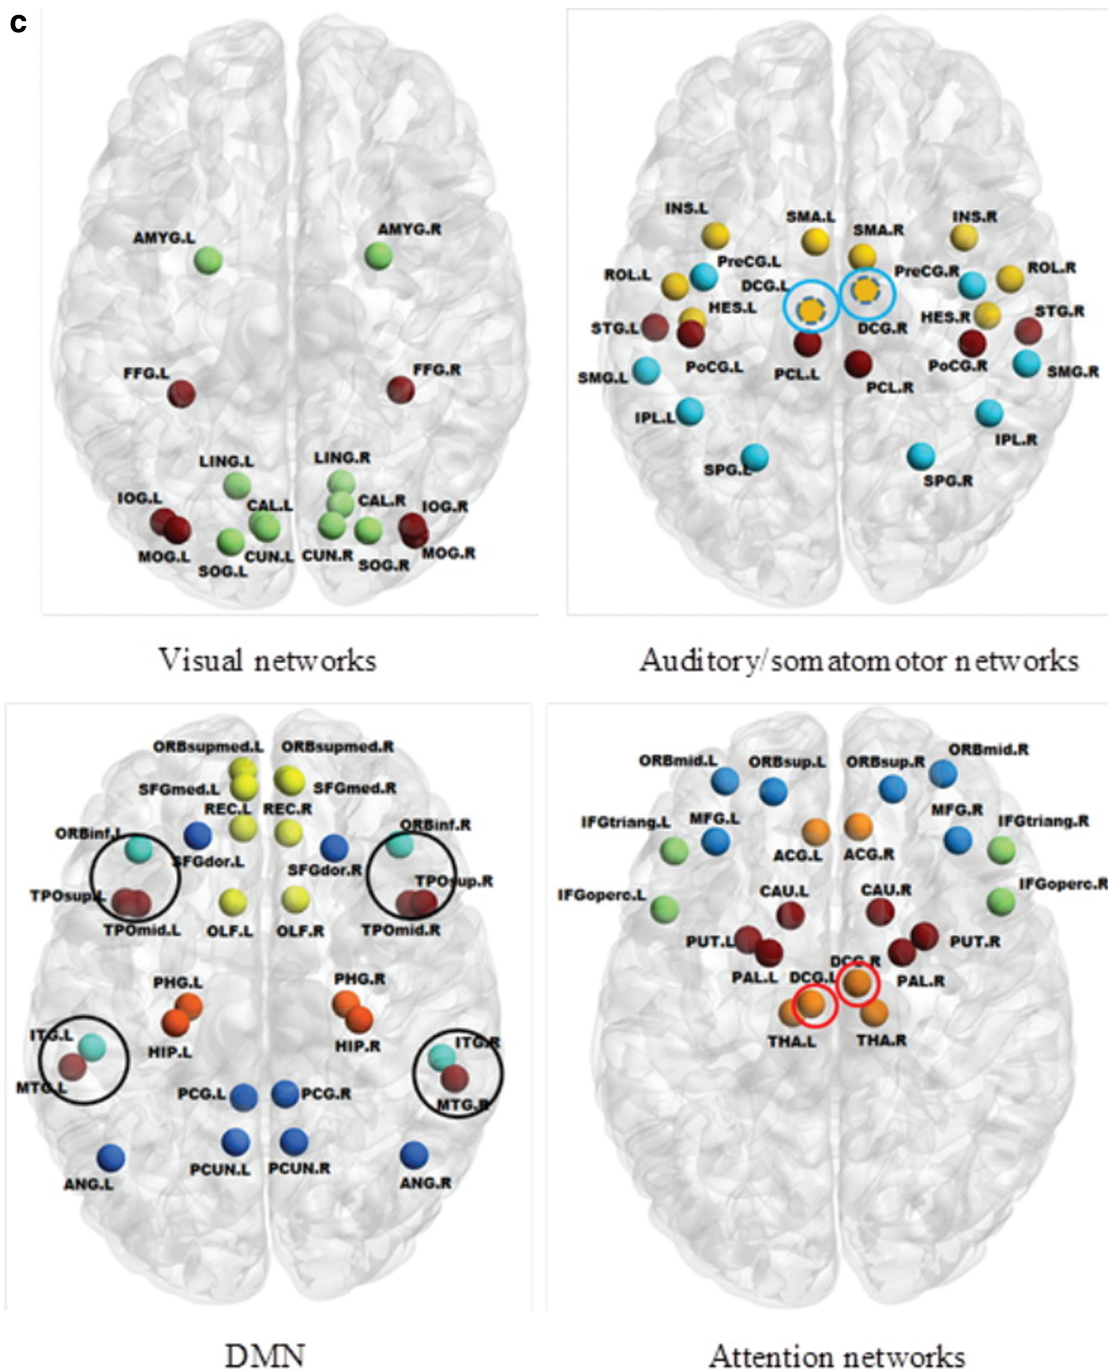 c
AMYG.L
AMYG.R
FFG.L
FFG.R
LING.L
LING.R
IOG.L
CAL.L
CAL.R
IOG.R
MOG.L
SOG.L
CUN.L
CUN.R
SOG.R
MOG.R
Visual networks
INS.L
SMA.L
SMA.R
INS.R
ROL.L
PreCG.L
DCG.L
PreCG.R
ROL.R
STG.L
HES.L
DCG.R
HES.R
STG.R
SMG.L
PoCG.L
PCL.L
PCL.R
PoCG.R
SMG.R
IPL.L
IPL.R
SPG.L
SPG.R
Auditory/somatomotor networks
ORBsupmed.L
ORBsupmed.R
SFGmed.L
SFGmed.R
REC.L
REC.R
ORBinf.L
ORBinf.R
SFGdor.L
SFGdor.R
TPOsup.L
TPOsup.R
TPOmid.L
OLF.L
OLF.R
TPOmid.R
PHG.L
PHG.R
HIP.L
HIP.R
ITG.L
ITG.R
MTG.L
MTG.R
PCG.L
PCG.R
ANG.L
PCUN.L
PCUN.R
ANG.R
DMN
ORBmid.L
ORBsup.L
ORBsup.R
ORBmid.R
IFGtriang.L
MFG.L
MFG.R
IFGtriang.R
ACG.L
ACG.R
IFGoperc.L
CAU.L
CAU.R
IFGoperc.R
PUT.L
PUT.R
PAL.L
DCG.L
DCG.R
PAL.R
THA.L
THA.R
Attention networks